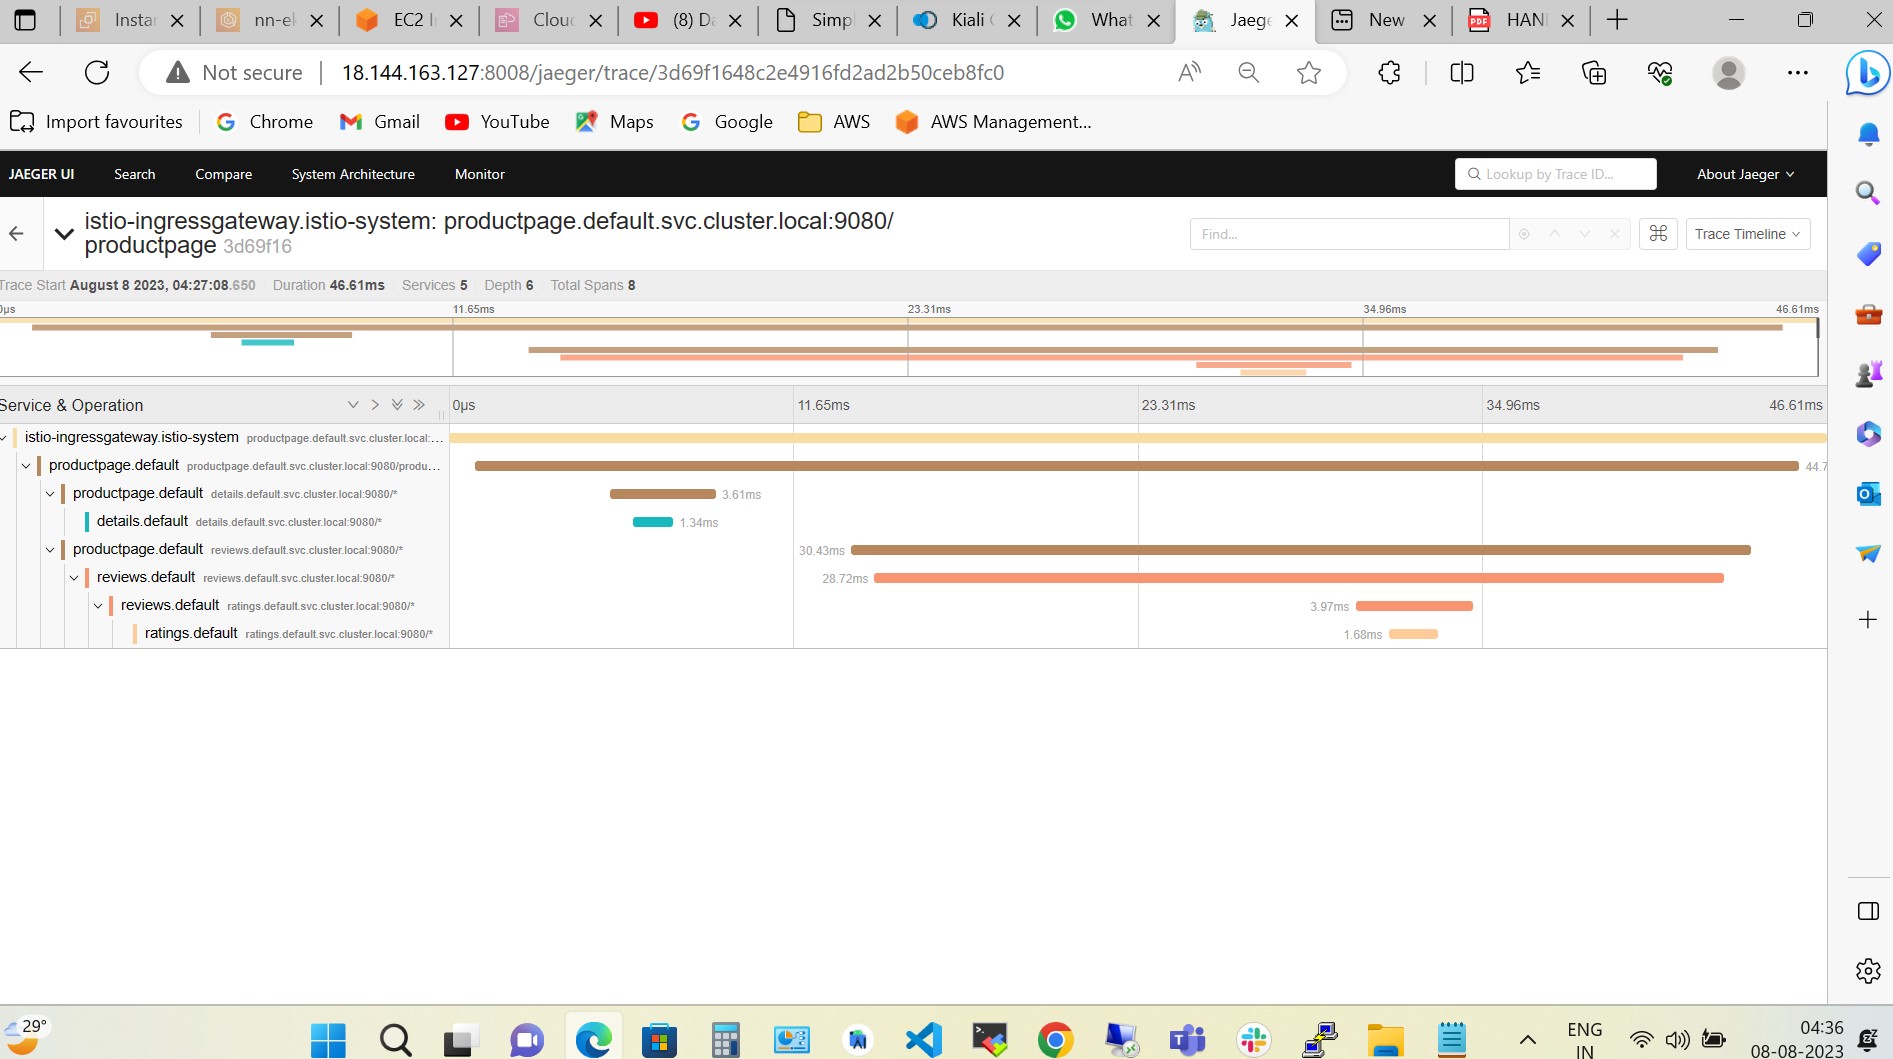 Insta
nn-ek
EC2 I
Clou
(8) Da
Simpl
Kiali
What
Jaege
New
HAN
Not secure
18.144.163.127:8008/jaeger/trace/3d69f1648c2e4916fd2ad2b50ceb8fc0
Import favourites
Chrome
Gmail
YouTube
Maps
Google
AWS
AWS Management...
JAEGER UI
Search
Compare
System Architecture
Monitor
Lookup by Trace ID...
About Jaeger
istio-ingressgateway.istio-system: productpage.default.svc.cluster.local:9080/
productpage 3d69f16
Find...
Trace Timeline
Trace Start August 8 2023, 04:27:08.650 Duration 46.61ms Services 5 Depth 6 Total Spans 8
0μs 11.65ms 23.31ms 34.96ms 46.61ms
Service & Operation
0μs 11.65ms 23.31ms 34.96ms 46.61ms
istio-ingressgateway.istio-system productpage.default.svc.cluster.local:...
productpage.default productpage.default.svc.cluster.local:9080/produ... 44.7
productpage.default details.default.svc.cluster.local:9080/* 3.61ms
details.default details.default.svc.cluster.local:9080/* 1.34ms
productpage.default reviews.default.svc.cluster.local:9080/* 30.43ms
reviews.default reviews.default.svc.cluster.local:9080/* 28.72ms
reviews.default ratings.default.svc.cluster.local:9080/* 3.97ms
ratings.default ratings.default.svc.cluster.local:9080/* 1.68ms
29°
ENG
IN
04:36
08-08-2023